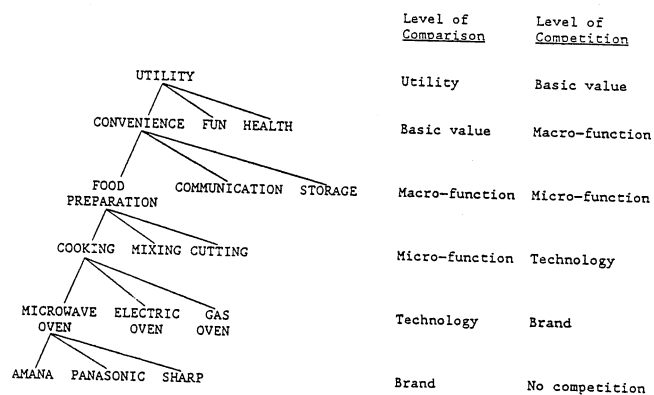 Level of Level of
Comparison Competition
UTILITY Utility Basic value
CONVENIENCE FUN HEALTH Basic value Macro-function
FOOD
PREPARATION COMMUNICATION STORAGE Macro-function Micro-function
COOKING MIXING CUTTING Micro-function Technology
MICROWAVE ELECTRIC GAS
OVEN OVEN OVEN Technology Brand
AMANA PANASONIC SHARP Brand No competition